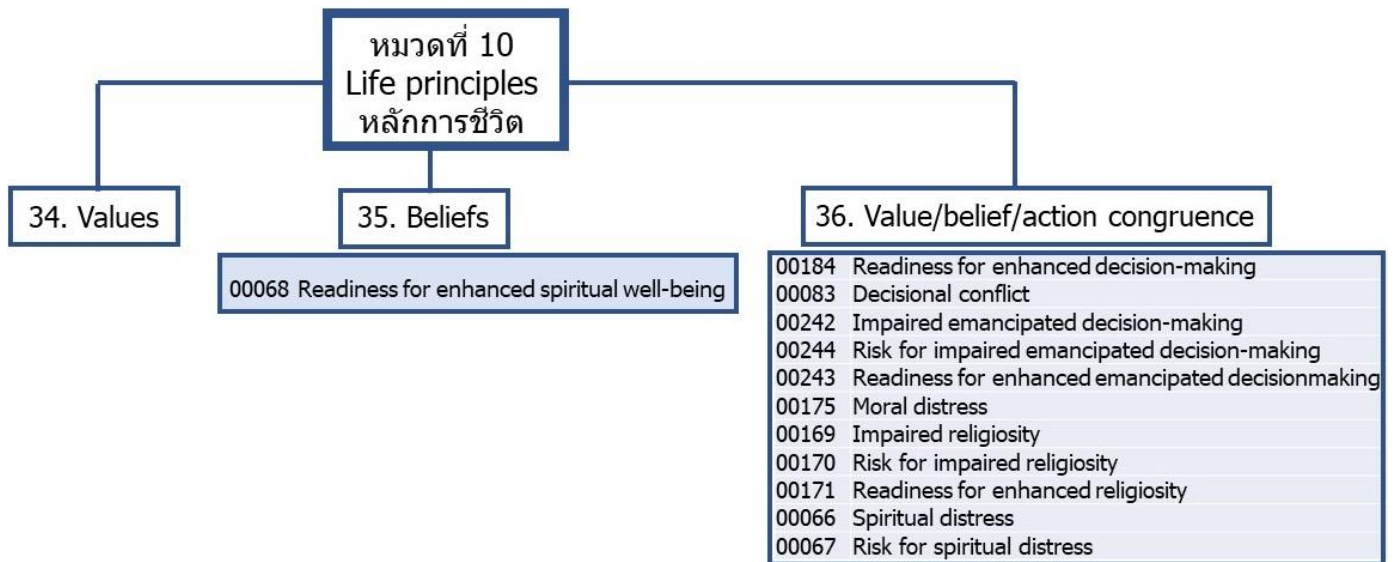 หมวดที่ 10
Life principles
หลักการชีวิต
34. Values
35. Beliefs
00068 Readiness for enhanced spiritual well-being
36. Value/belief/action congruence
00184 Readiness for enhanced decision-making
00083 Decisional conflict
00242 Impaired emancipated decision-making
00244 Risk for impaired emancipated decision-making
00243 Readiness for enhanced emancipated decisionmaking
00175 Moral distress
00169 Impaired religiosity
00170 Risk for impaired religiosity
00171 Readiness for enhanced religiosity
00066 Spiritual distress
00067 Risk for spiritual distress